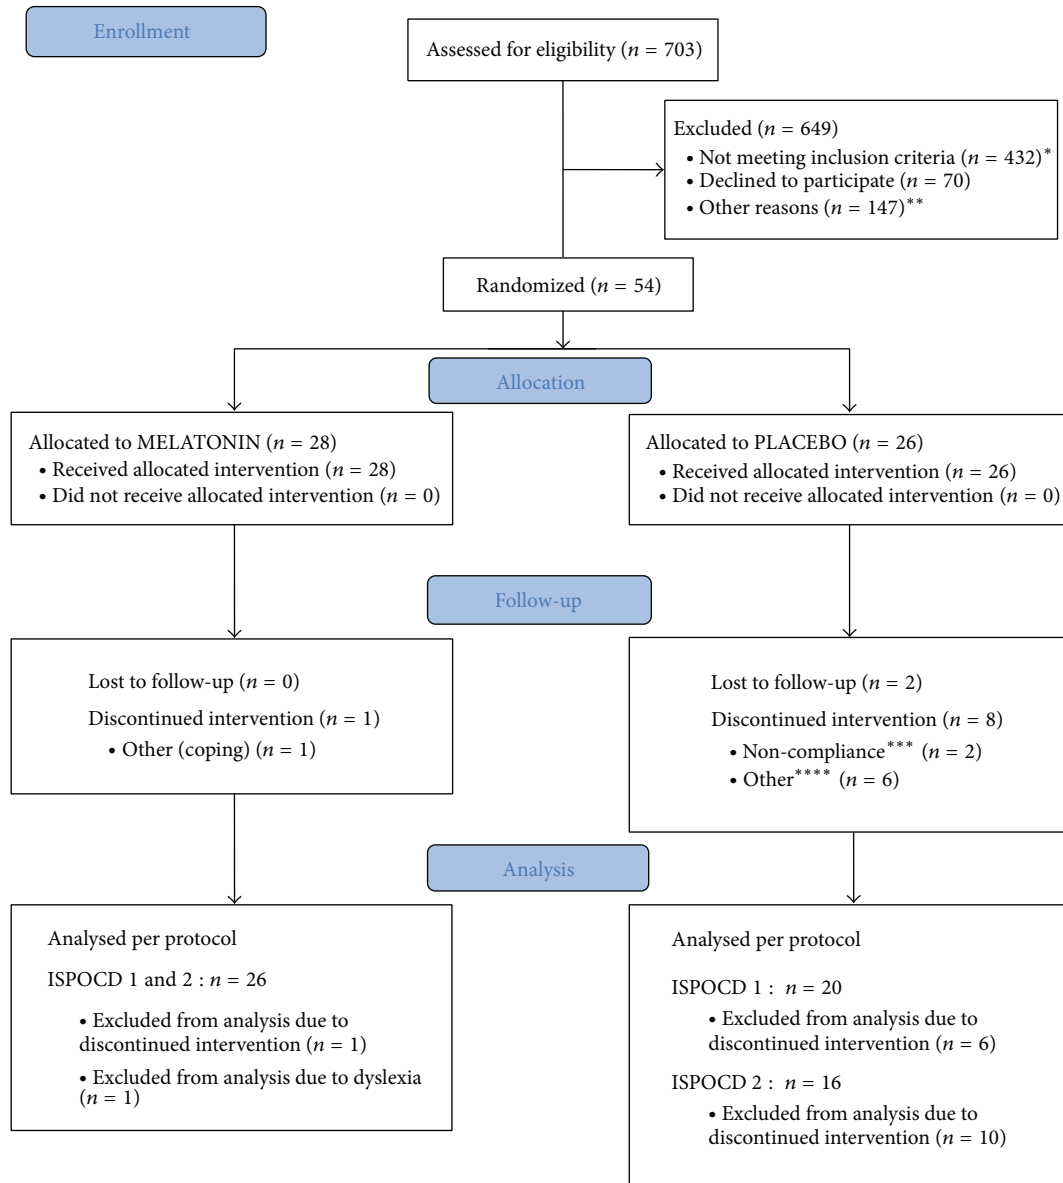 Enrollment
Assessed for eligibility (n = 703)
Excluded (n = 649)
• Not meeting inclusion criteria (n = 432)*
• Declined to participate (n = 70)
• Other reasons (n = 147)**
Randomized (n = 54)
Allocation
Allocated to MELATONIN (n = 28)
• Received allocated intervention (n = 28)
• Did not receive allocated intervention (n = 0)
Allocated to PLACEBO (n = 26)
• Received allocated intervention (n = 26)
• Did not receive allocated intervention (n = 0)
Follow-up
Lost to follow-up (n = 0)
Discontinued intervention (n = 1)
• Other (coping) (n = 1)
Lost to follow-up (n = 2)
Discontinued intervention (n = 8)
• Non-compliance*** (n = 2)
• Other**** (n = 6)
Analysis
Analysed per protocol
ISPOCD 1 and 2 : n = 26
• Excluded from analysis due to
discontinued intervention (n = 1)
• Excluded from analysis due to dyslexia
(n = 1)
Analysed per protocol
ISPOCD 1 : n = 20
• Excluded from analysis due to
discontinued intervention (n = 6)
ISPOCD 2 : n = 16
• Excluded from analysis due to
discontinued intervention (n = 10)